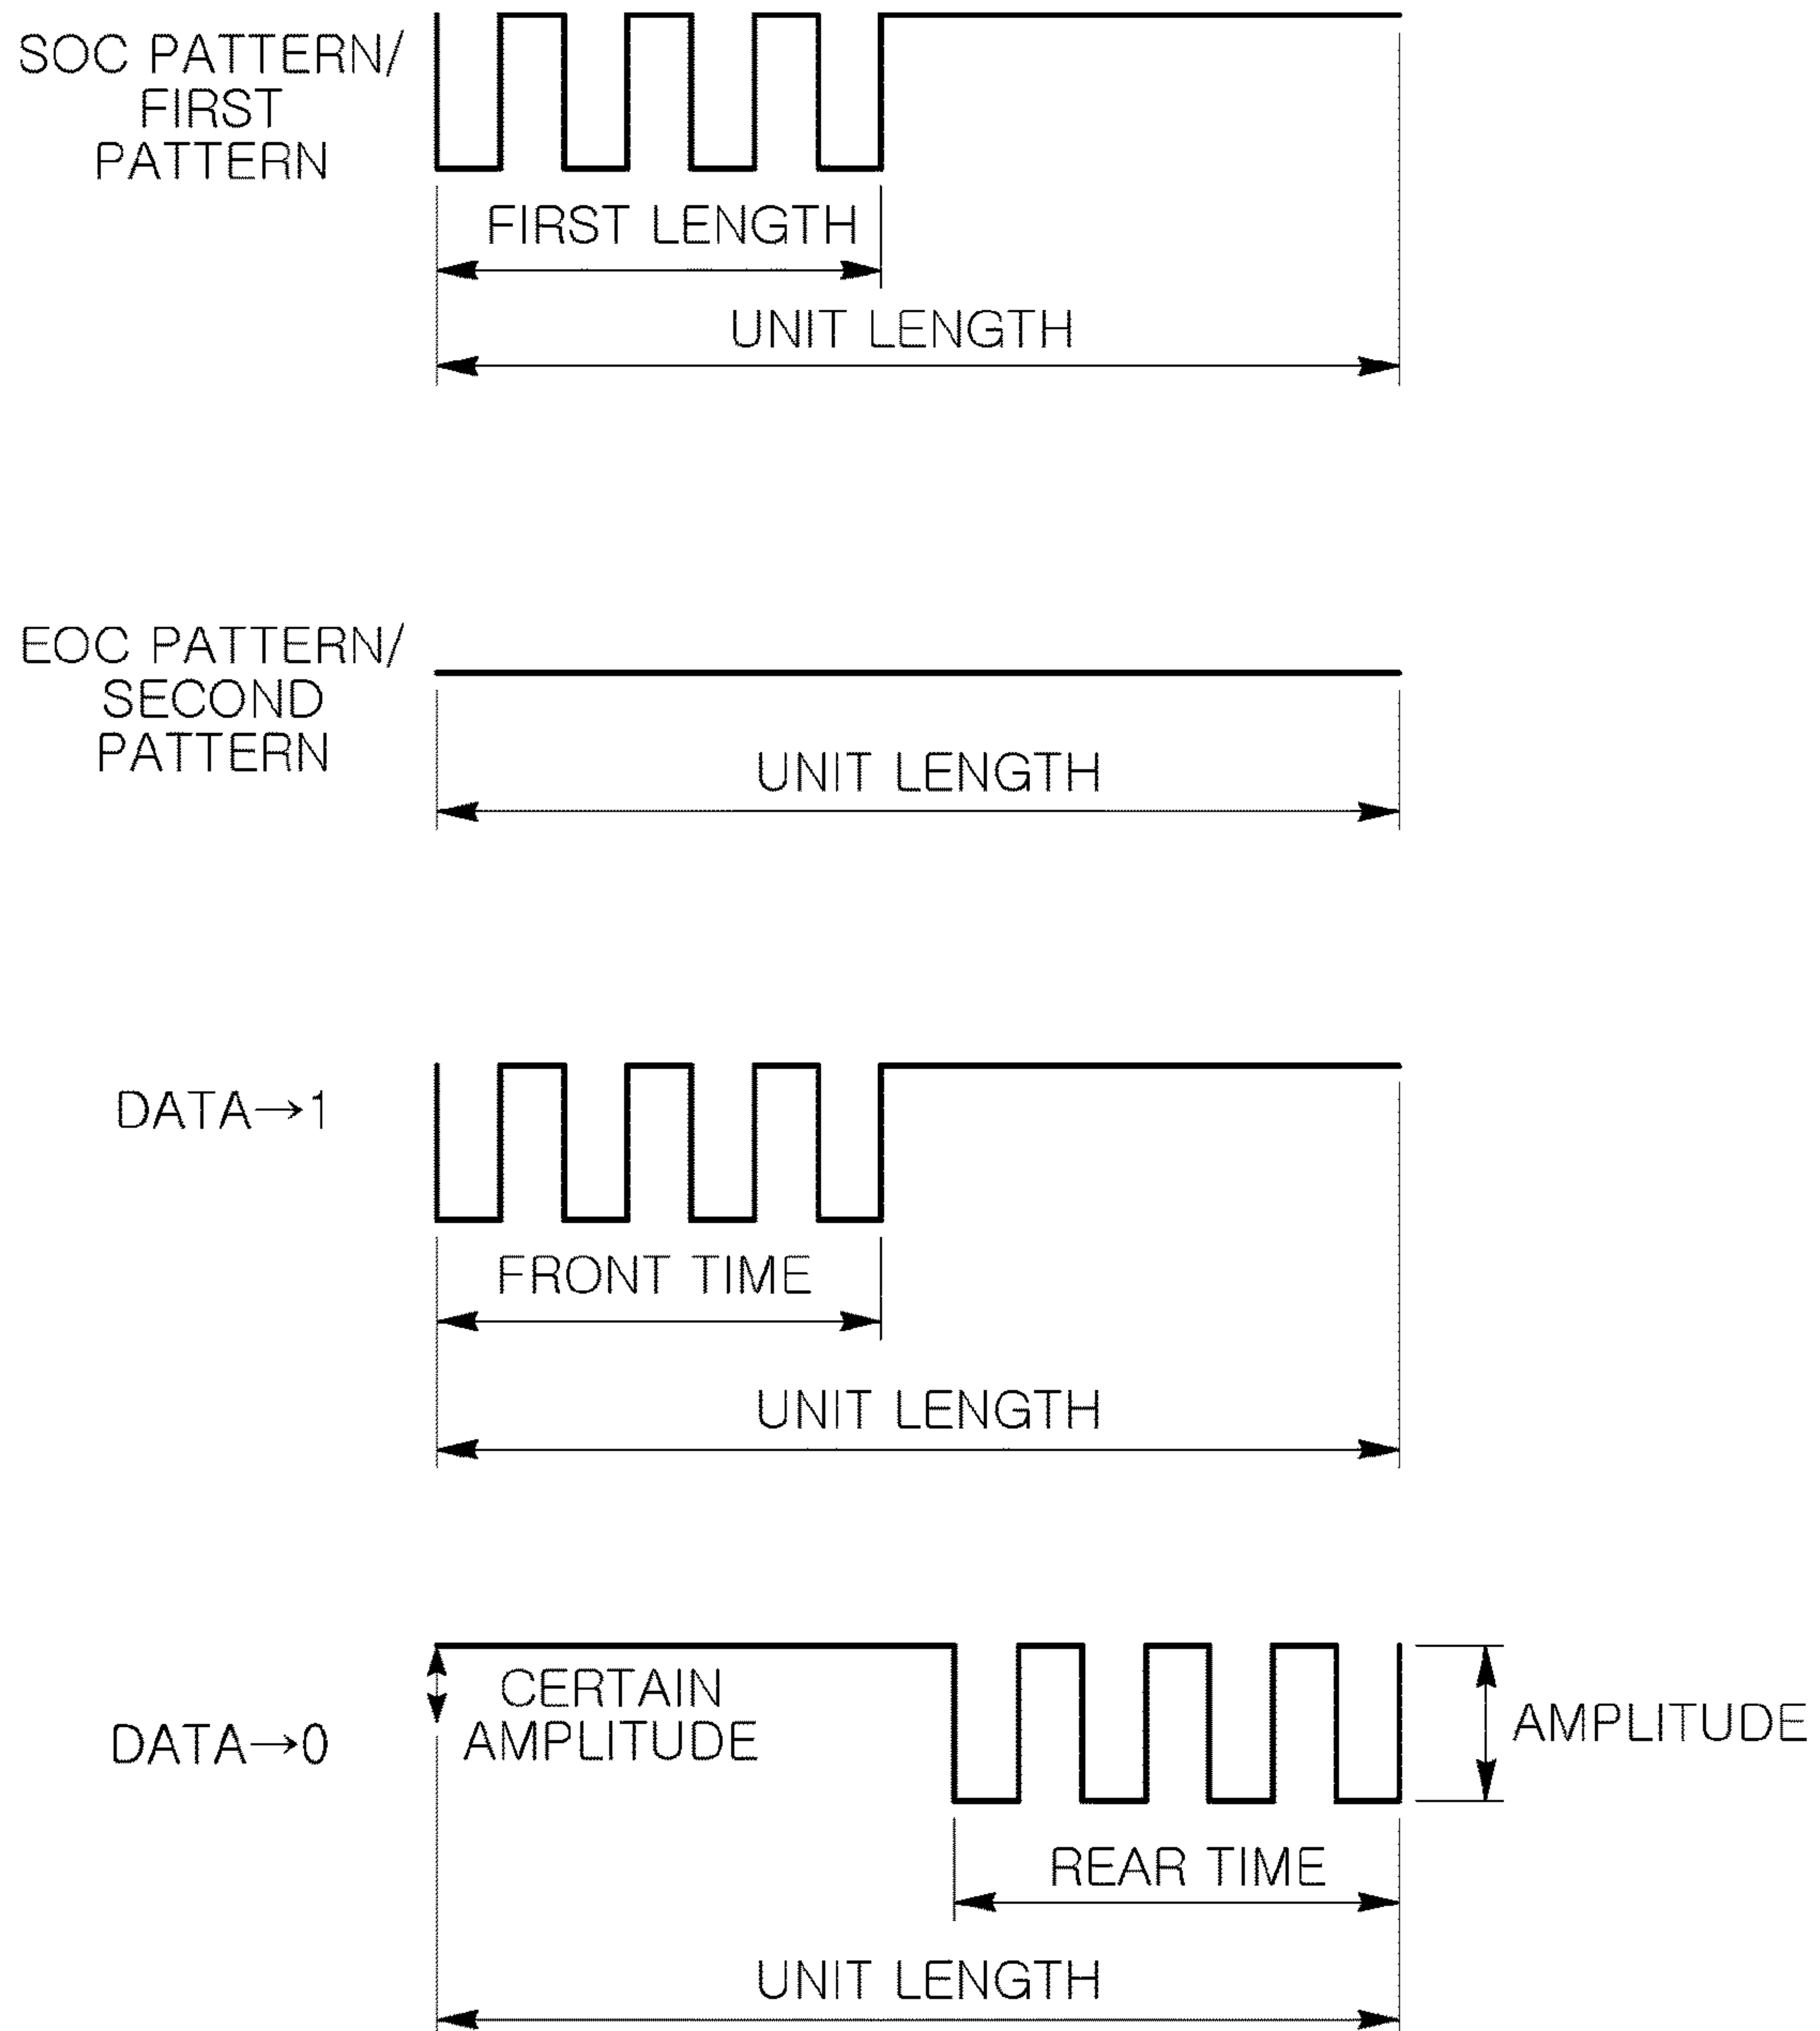 SOC PATTERN/
FIRST
PATTERN
FIRST LENGTH
UNIT LENGTH
EOC PATTERN/
SECOND
PATTERN
UNIT LENGTH
DATA→1
FRONT TIME
UNIT LENGTH
DATA→0
CERTAIN
AMPLITUDE
AMPLITUDE
REAR TIME
UNIT LENGTH